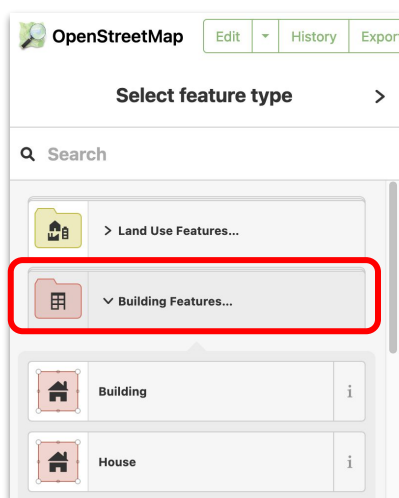 OpenStreetMap Edit History Expor
Select feature type >
Search
> Land Use Features...
Building Features...
Building i
House i